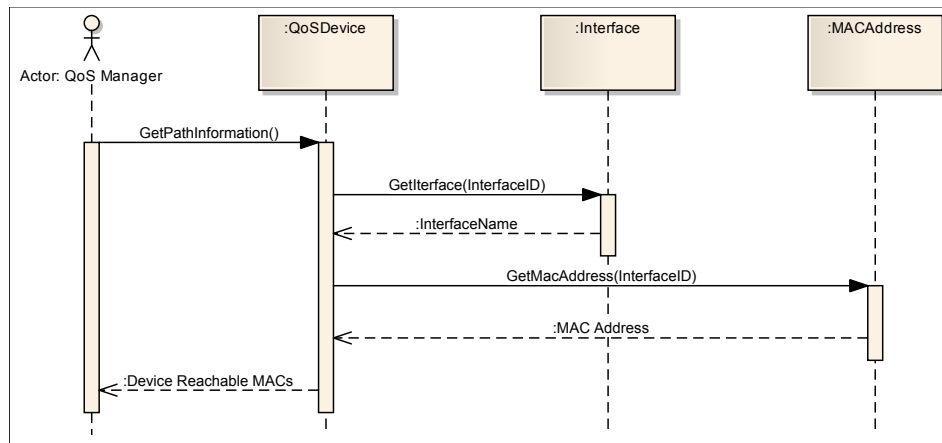 :QoSDevice
:Interface
:MACAddress
Actor: QoS Manager
GetPathInformation()
GetIterface(InterfaceID)
:InterfaceName
GetMacAddress(InterfaceID)
:MAC Address
:Device Reachable MACs